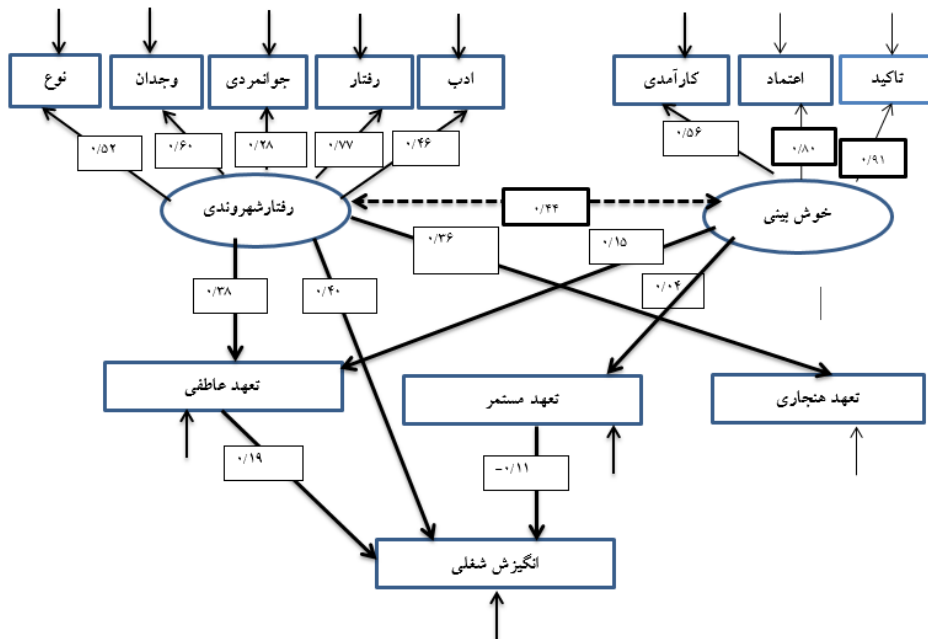 نوع
وجدان
جوانمردی
رفتار
ادب
کارآمدی
اعتماد
تاکید
۰/۵۲
۰/۶۰
۰/۲۸
۰/۷۷
۰/۴۶
۰/۵۶
۰/۸۰
۰/۹۱
رفتارشهروندی
۰/۴۴
خوش بینی
۰/۳۶
۰/۱۵
۰/۳۸
۰/۴۰
۰/۰۴
تعهد عاطفی
تعهد مستمر
تعهد هنجاری
۰/۱۹
-۰/۱۱
انگیزش شغلی